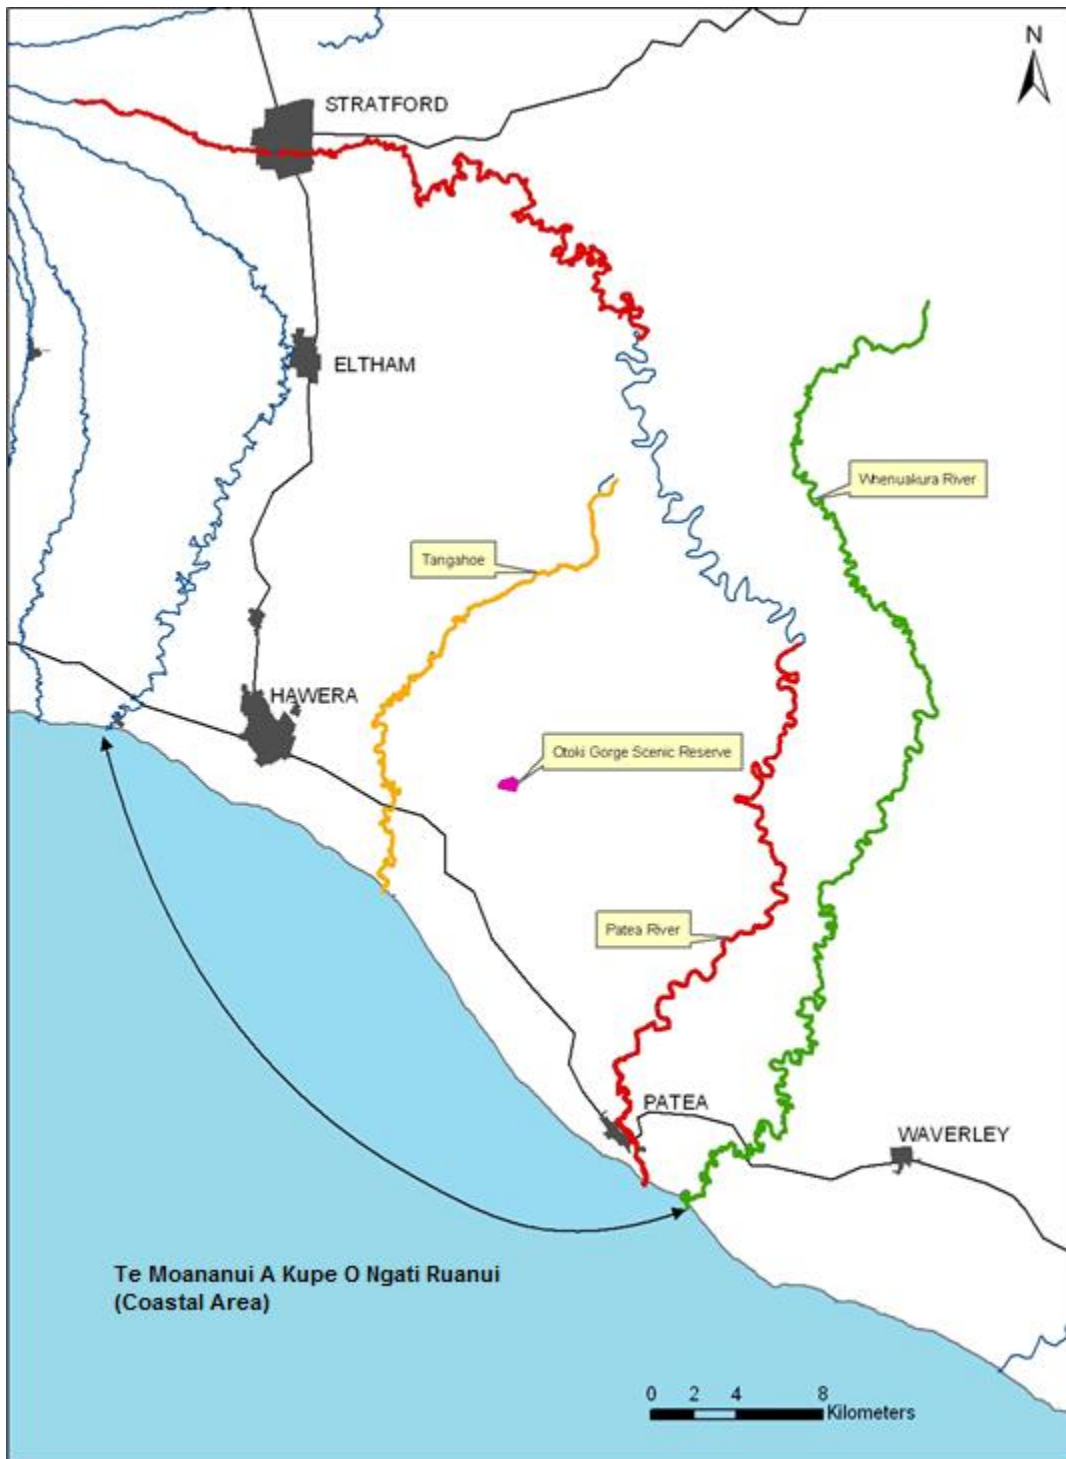 N
STRATFORD
ELTHAM
Whenuakura River
Tangahoe
HAWERA
Otoki Gorge Scenic Reserve
Patea River
PATEA
WAVERLEY
Te Moananui A Kupe O Ngati Ruanui
(Coastal Area)
0 2 4 8
Kilometers